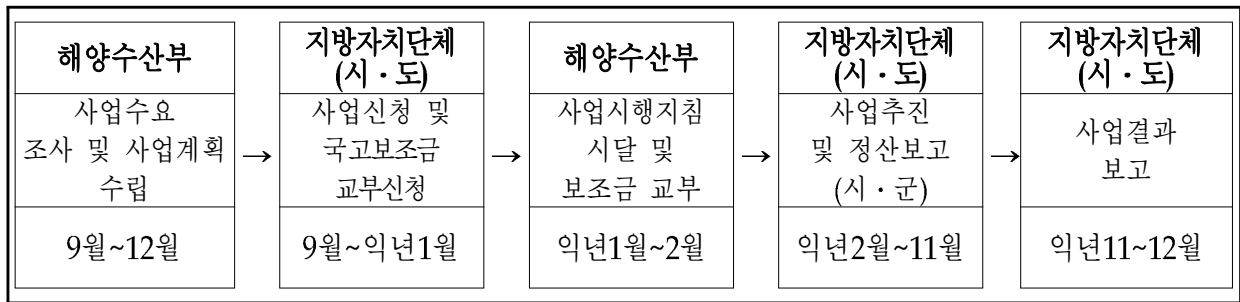 해양수산부
사업수요
조사 및 사업계획
수립
9월~12월
→
지방자치단체
(시·도)
사업신청 및
국고보조금
교부신청
9월~익년1월
→
해양수산부
사업시행지침
시달 및
보조금 교부
익년1월~2월
→
지방자치단체
(시·도)
사업추진
및 정산보고
(시·군)
익년2월~11월
→
지방자치단체
(시·도)
사업결과
보고
익년11~12월